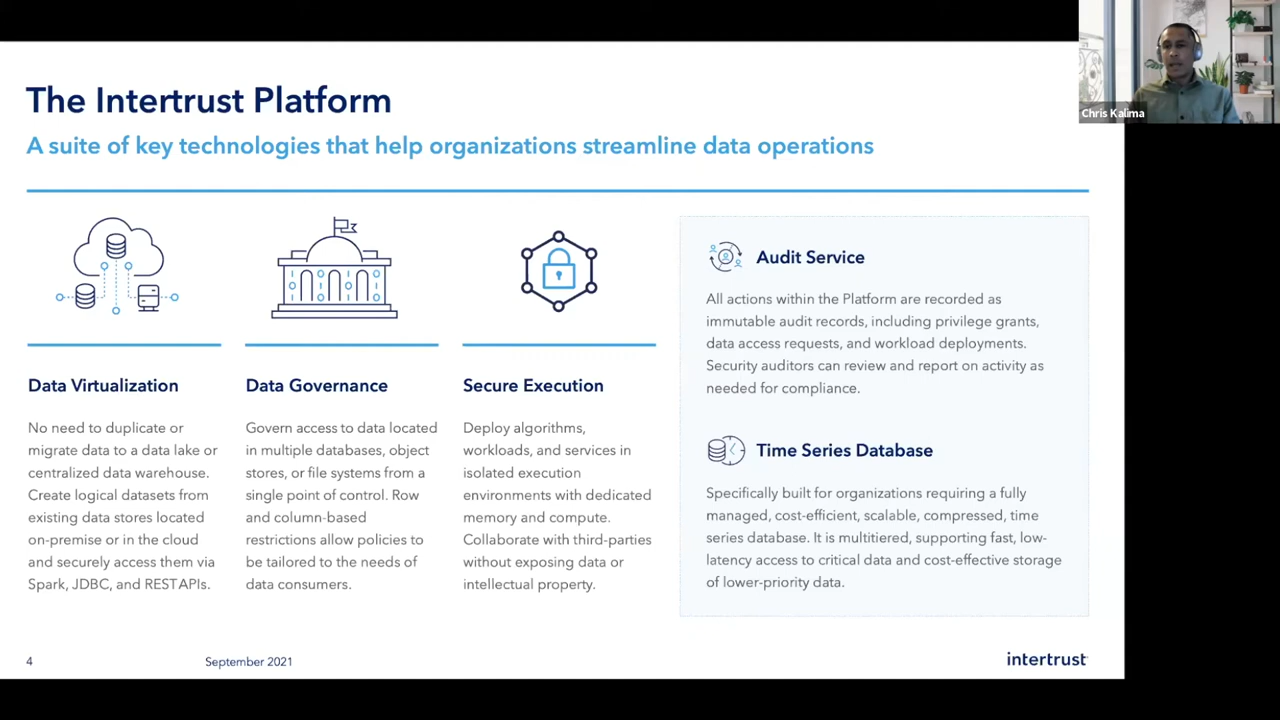 The Intertrust Platform
A suite of key technologies that help organizations streamline data operations
Chris Kalima
Data Virtualization
No need to duplicate or
migrate data to a data lake or
centralized data warehouse.
Create logical datasets from
existing data stores located
on-premise or in the cloud
and securely access them via
Spark, JDBC, and RESTAPIs.
Data Governance
Govern access to data located
in multiple databases, object
stores, or file systems from a
single point of control. Row
and column-based
restrictions allow policies to
be tailored to the needs of
data consumers.
Secure Execution
Deploy algorithms,
workloads, and services in
isolated execution
environments with dedicated
memory and compute.
Collaborate with third-parties
without exposing data or
intellectual property.
Audit Service
All actions within the Platform are recorded as
immutable audit records, including privilege grants,
data access requests, and workload deployments.
Security auditors can review and report on activity as
needed for compliance.
Time Series Database
Specifically built for organizations requiring a fully
managed, cost-efficient, scalable, compressed, time
series database. It is multitiered, supporting fast, low-
latency access to critical data and cost-effective storage
of lower-priority data.
4
September 2021
intertrust